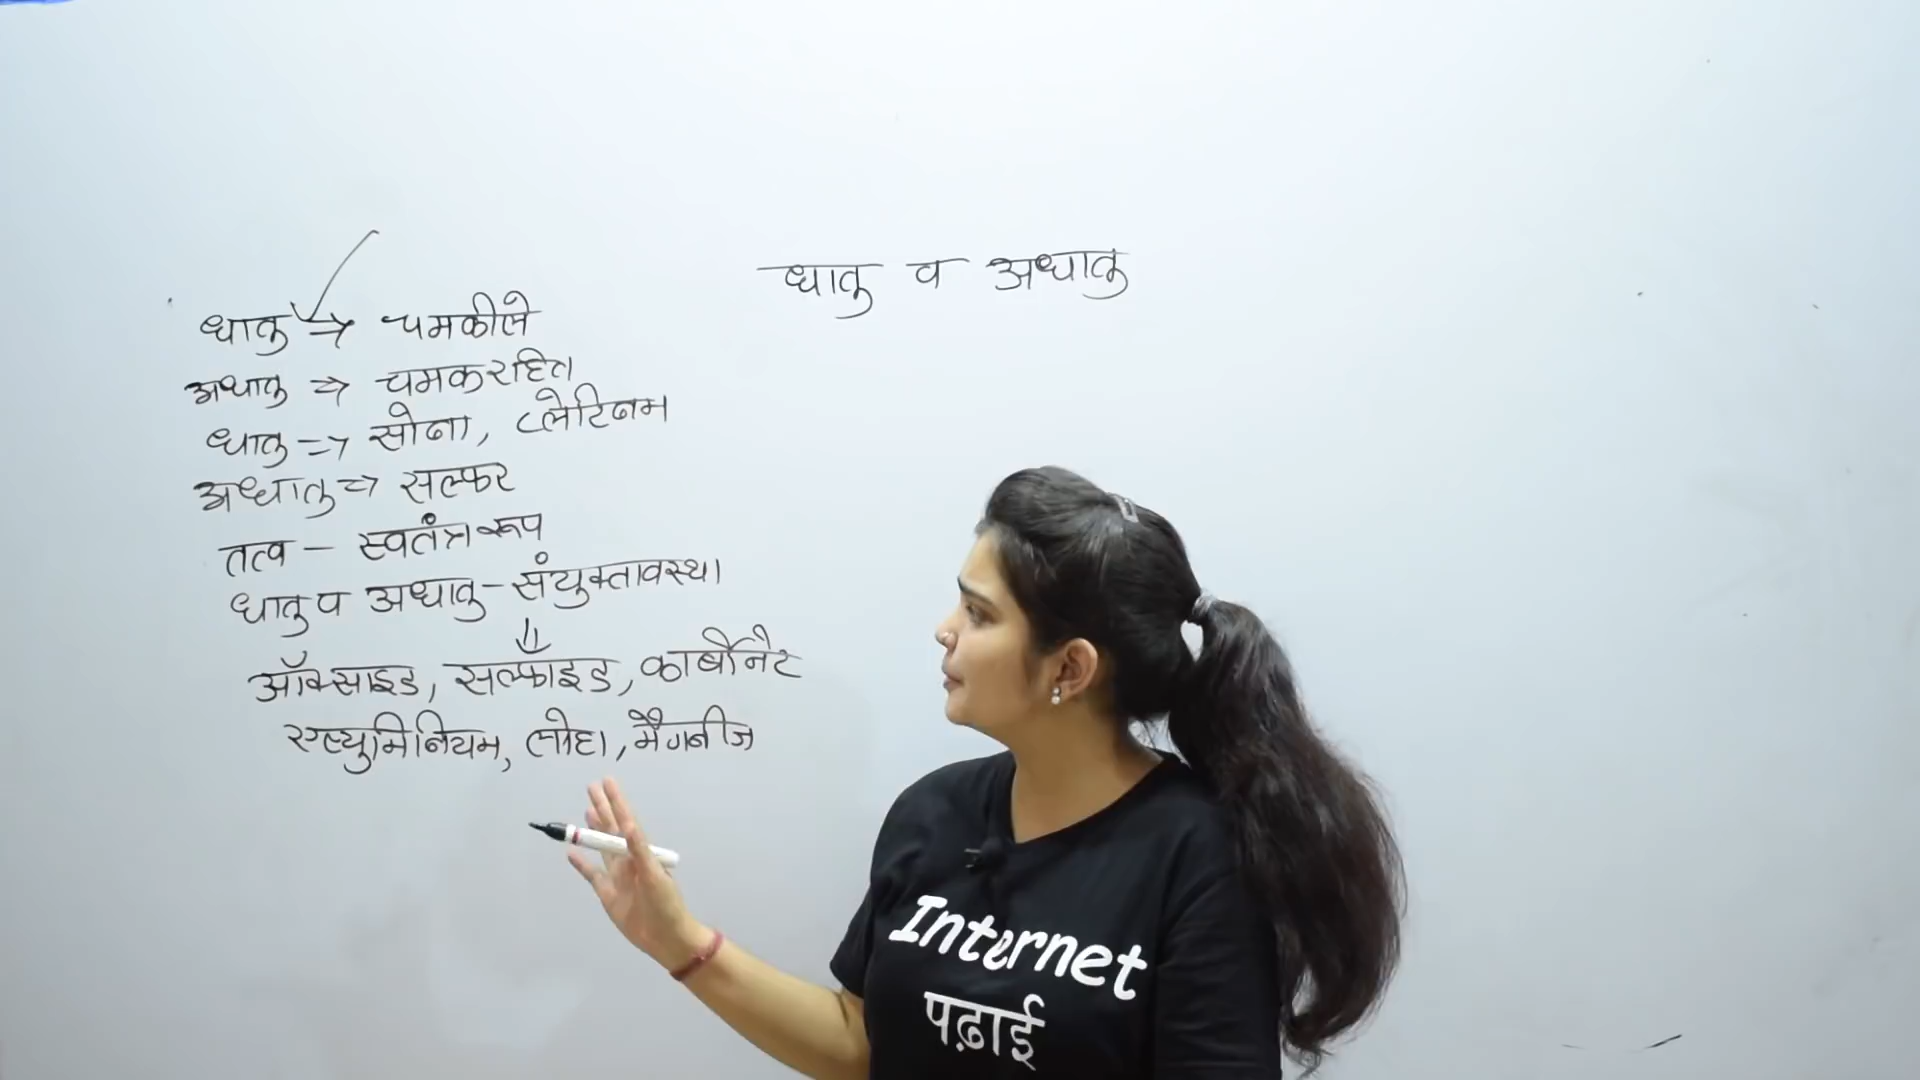 धातु व अधातु
धातु => चमकीले
अधातु => चमकरहित
धातु => सोना, प्लेटिनम
अधातु => सल्फर
तत्व - स्वतंत्र रूप
धातु व अधातु - संयुक्तावस्था
⇓
ऑक्साइड, सल्फाइड, कार्बोनेट
एल्युमिनियम, लोहा, मैगनीज
Internet
पढ़ाई